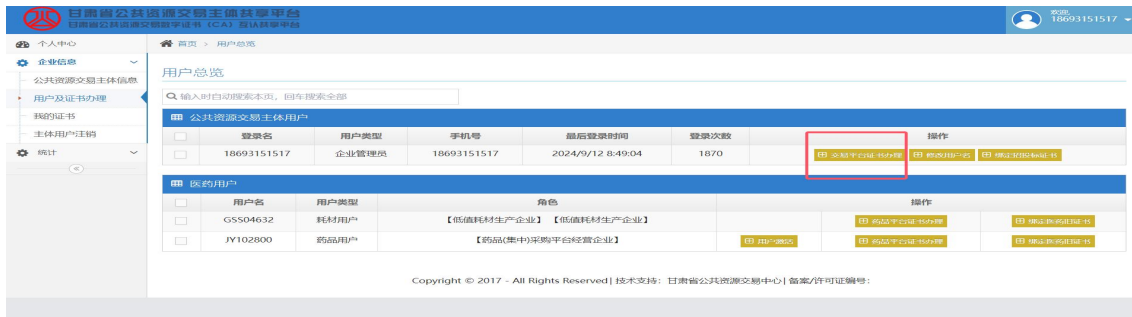 甘肃省公共资源交易主体共享平台
甘肃省公共资源交易数字证书（CA）互认共享平台
欢迎,
18693151517
个人中心
首页 > 用户总览
企业信息
公共资源交易主体信息
用户及证书办理
我的证书
主体用户注销
统计
用户总览
输入时自动搜索本页，回车搜索全部
公共资源交易主体用户
登录名 用户类型 手机号 最后登录时间 登录次数 操作
18693151517 企业管理员 18693151517 2024/9/12 8:49:04 1870 交易平台证书办理 修改用户名 绑定招投标证书
医药用户
用户名 用户类型 角色 操作
GSS04632 耗材用户 【低值耗材生产企业】 【低值耗材生产企业】 药品平台证书办理 绑定医药旧证书
JY102800 药品用户 【药品(集中)采购平台经营企业】 用户激活 药品平台证书办理 绑定医药旧证书
Copyright © 2017 - All Rights Reserved| 技术支持：甘肃省公共资源交易中心| 备案/许可证编号：